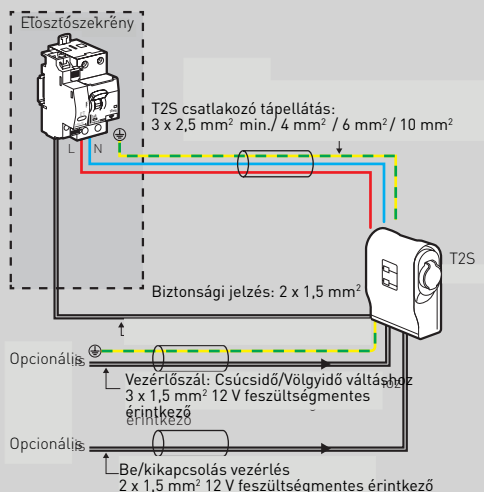 Elosztószekrény
T2S csatlakozó tápellátás:
3 x 2,5 mm² min./ 4 mm² / 6 mm² / 10 mm²
L N
T2S
Biztonsági jelzés: 2 x 1,5 mm²
Opcionális
Vezérlőszál: Csúcsidő/Völgyidő váltáshoz
3 x 1,5 mm² 12 V feszültségmentes
érintkező
érintkező
Opcionális
Be/kikapcsolás vezérlés
2 x 1,5 mm² 12 V feszültségmentes érintkező